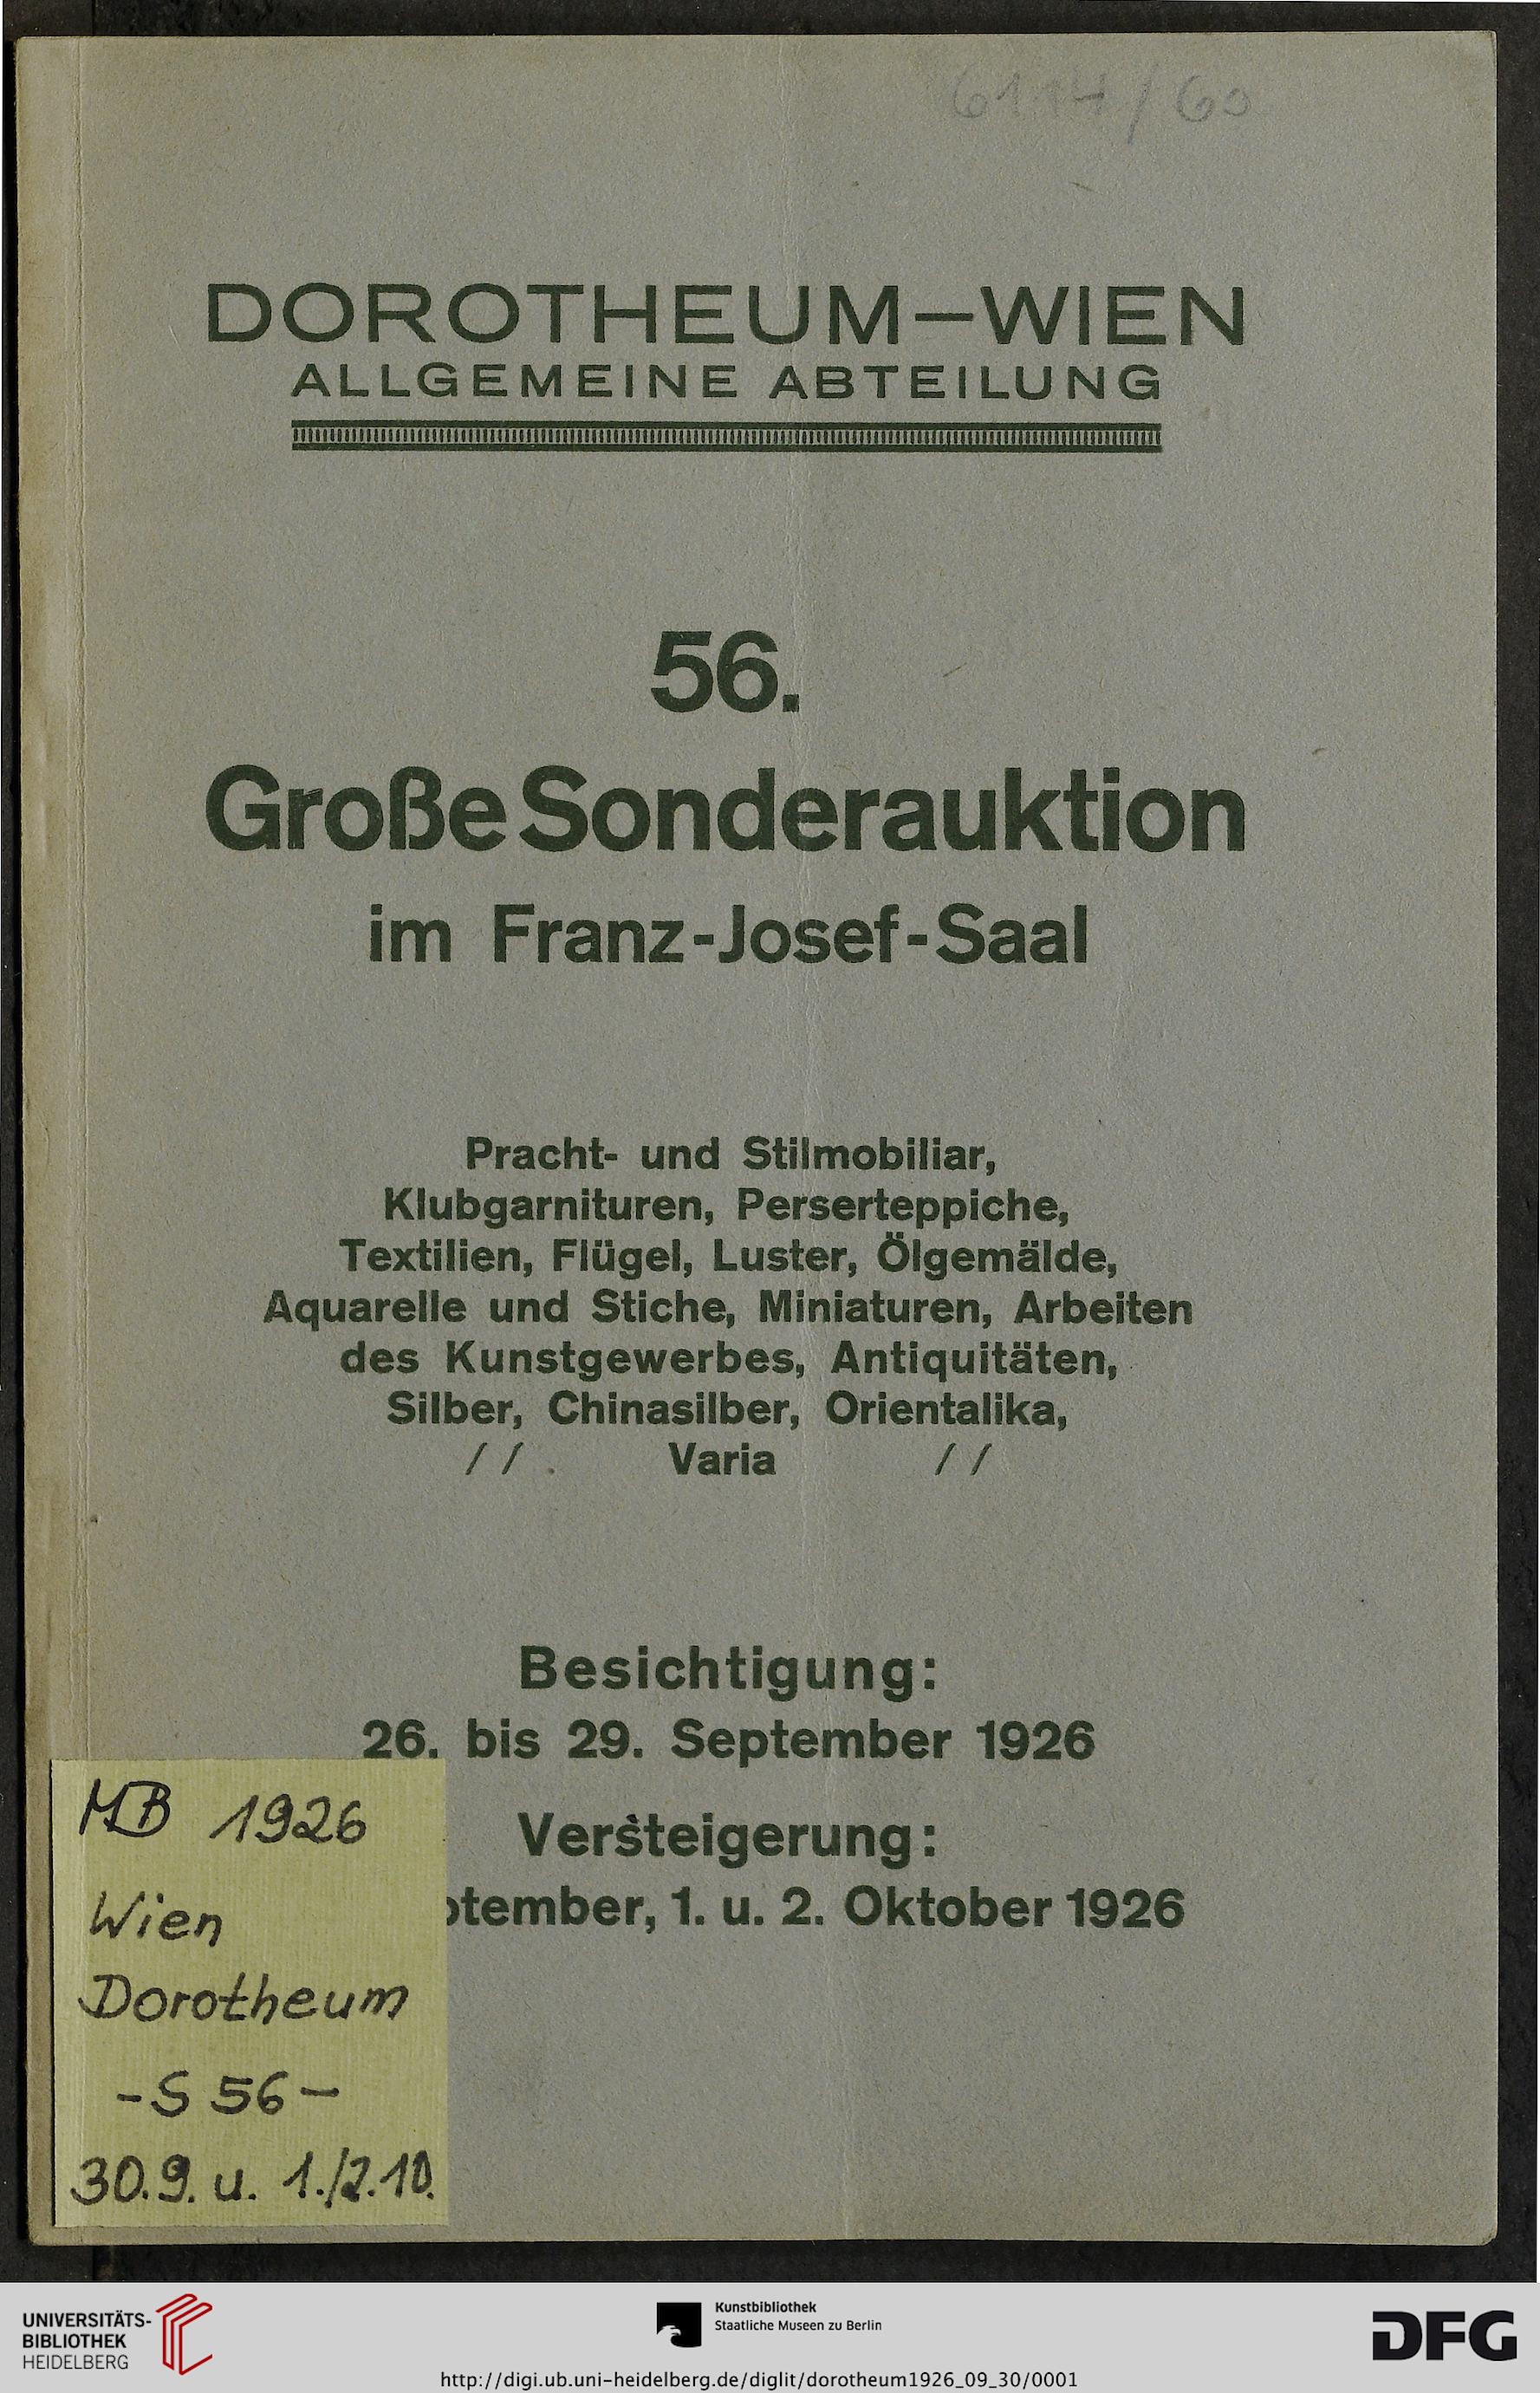 6114/60
DOROTHEUM—WIEN
ALLGEMEINE ABTEILUNG
56.
Große Sonderauktion
im Franz-Josef-Saal
Pracht- und Stilmobiliar,
Klubgarnituren, Perserteppiche,
Textilien, Flügel, Luster, Ölgemälde,
Aquarelle und Stiche, Miniaturen, Arbeiten
des Kunstgewerbes, Antiquitäten,
Silber, Chinasilber, Orientalika,
// Varia //
Besichtigung:
26. bis 29. September 1926
Versteigerung:
tember, 1. u. 2. Oktober 1926
MB 1926
Wien
Dorotheum
-S 56-
30.9. u. 1./2.10.
UNIVERSITÄTS-
BIBLIOTHEK
HEIDELBERG
Kunstbibliothek
Staatliche Museen zu Berlin
DFG
http://digi.ub.uni-heidelberg.de/diglit/dorotheum1926_09_30/0001